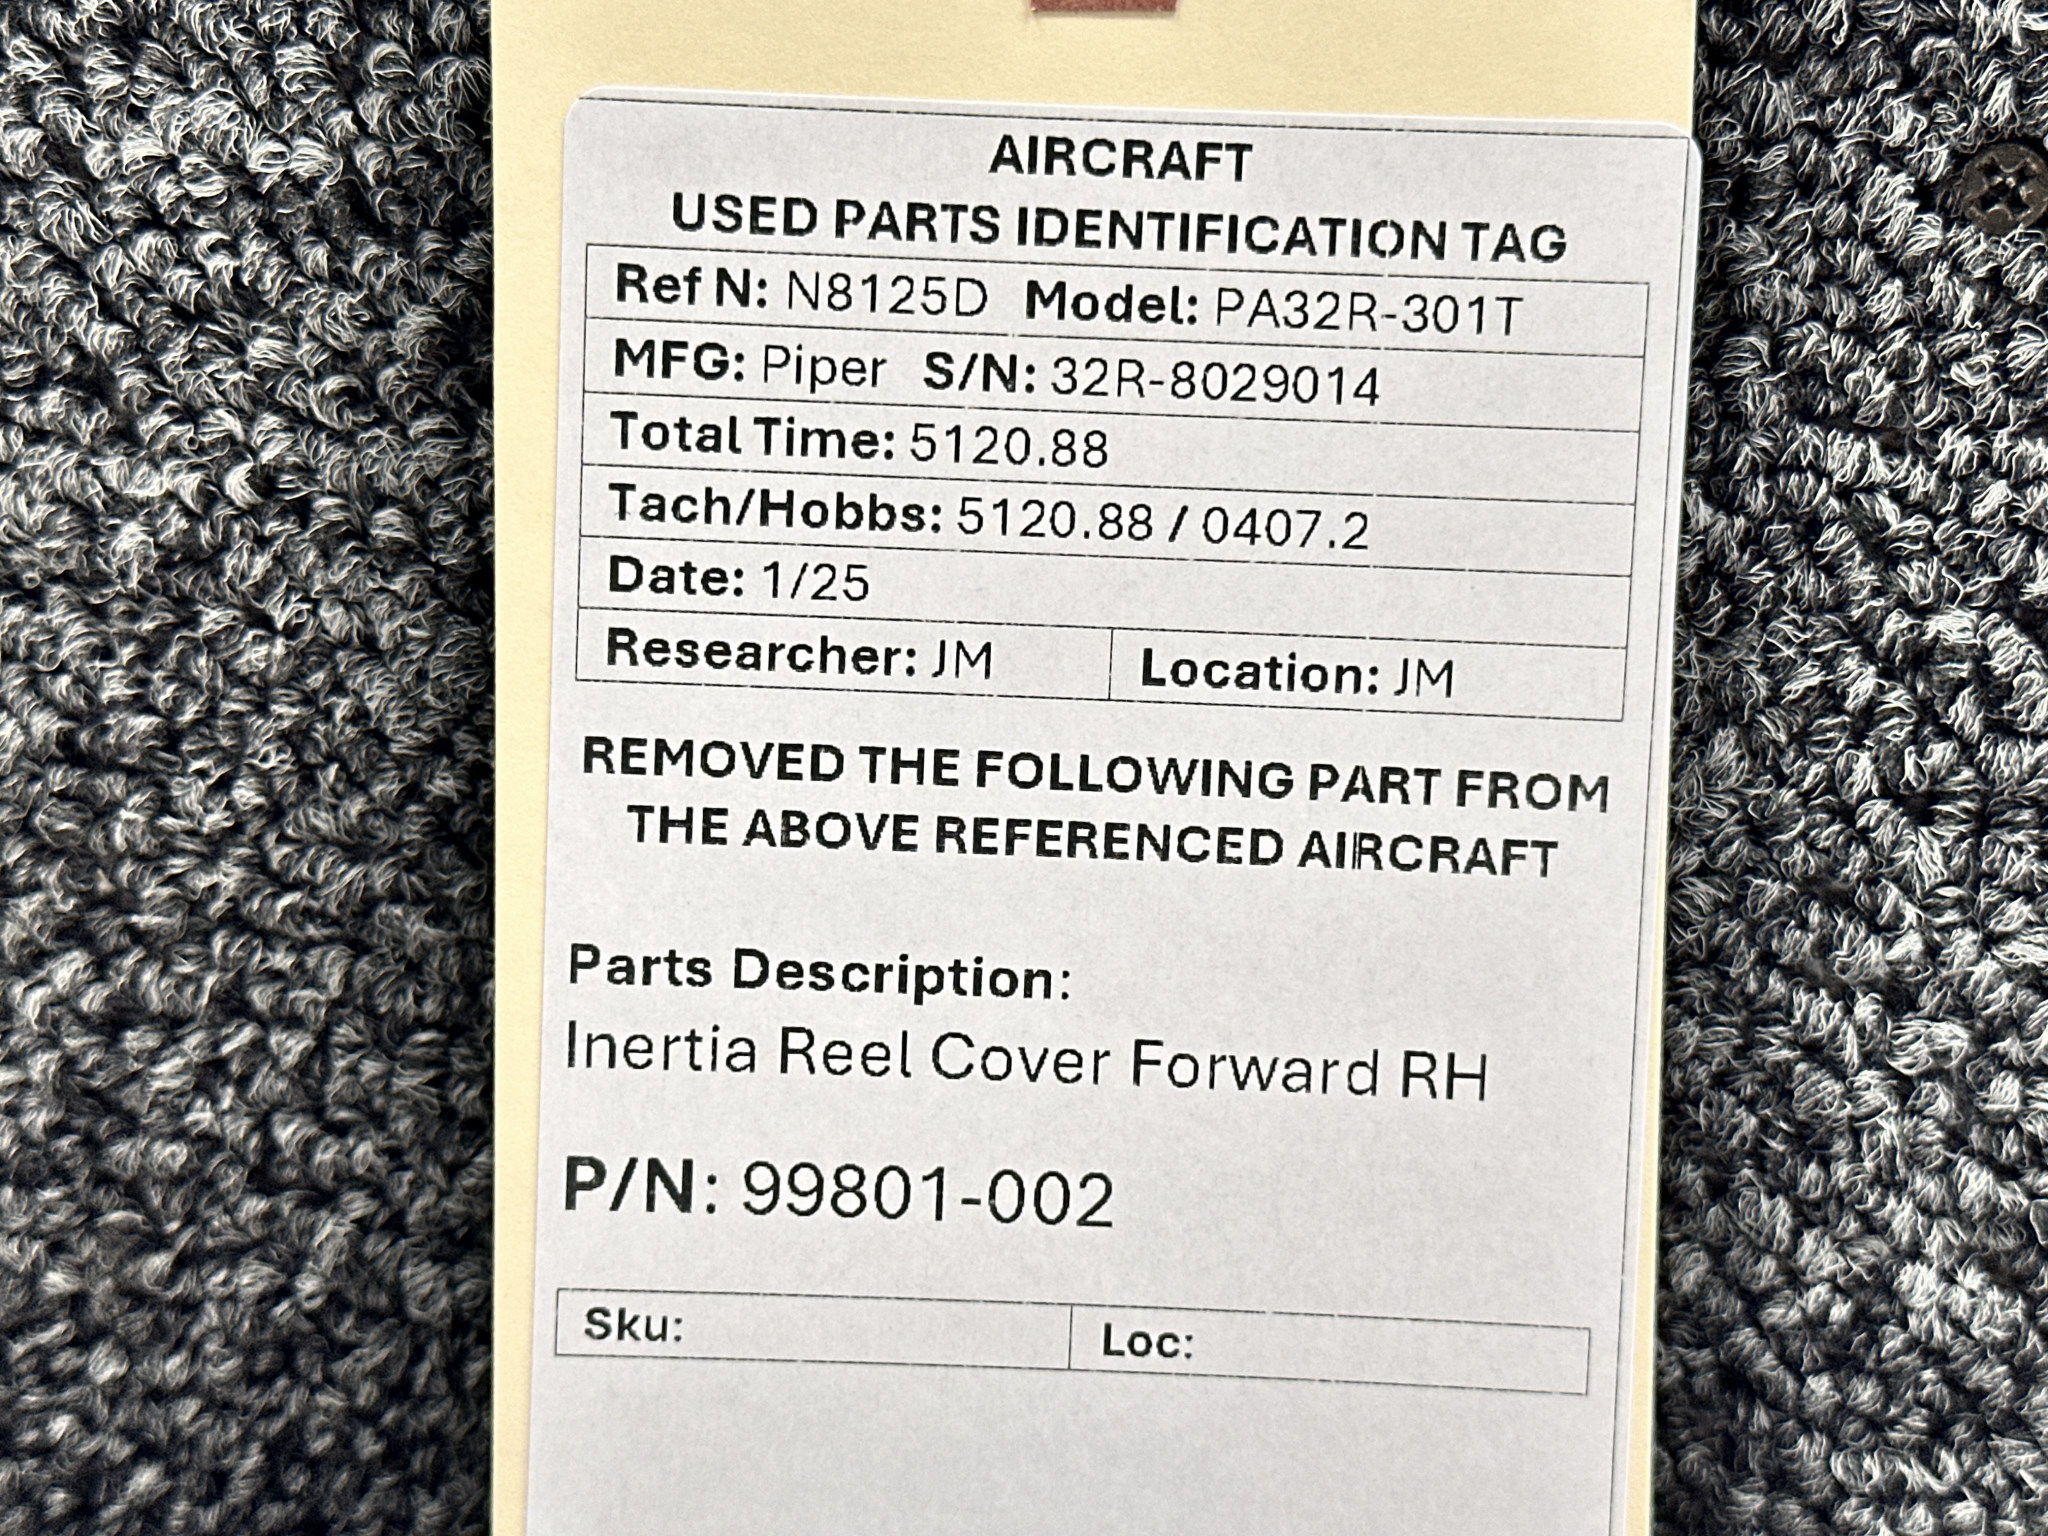 AIRCRAFT
USED PARTS IDENTIFICATION TAG
Ref N: N8125D Model: PA32R-301T
MFG: Piper S/N: 32R-8029014
Total Time: 5120.88
Tach/Hobbs: 5120.88 / 0407.2
Date: 1/25
Researcher: JM Location: JM
REMOVED THE FOLLOWING PART FROM
THE ABOVE REFERENCED AIRCRAFT
Parts Description:
Inertia Reel Cover Forward RH
P/N: 99801-002
Sku: Loc: